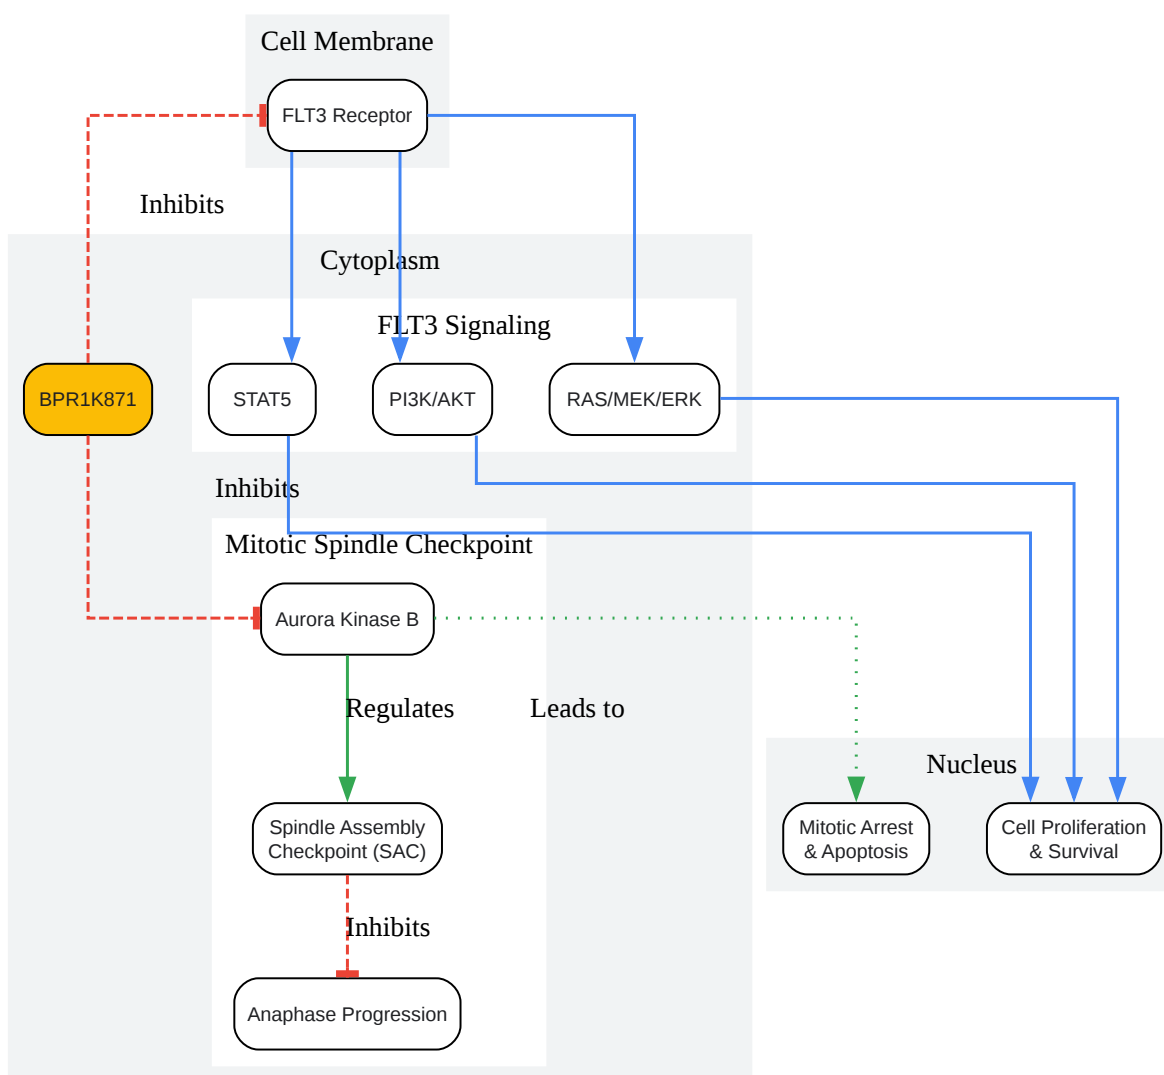 Cell Membrane
FLT3 Receptor
Inhibits
Cytoplasm
FLT3 Signaling
BPR1K871
STAT5
PI3K/AKT
RAS/MEK/ERK
Inhibits
Mitotic Spindle Checkpoint
Aurora Kinase B
Regulates
Leads to
Nucleus
Spindle Assembly
Checkpoint (SAC)
Mitotic Arrest
& Apoptosis
Cell Proliferation
& Survival
Inhibits
Anaphase Progression